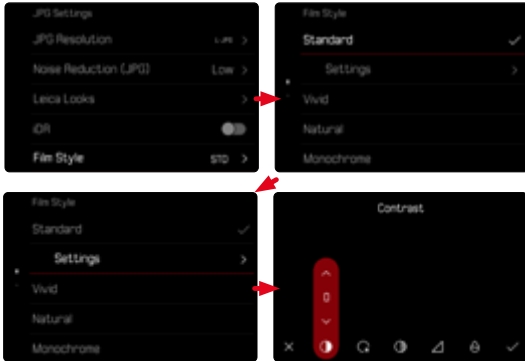 JPG Settings
JPG Resolution L-JPG
Noise Reduction (JPG) Low
Leica Looks
iDR
Film Style STD
Film Style
Standard
Settings
Vivid
Natural
Monochrome
Film Style
Standard
Settings
Vivid
Natural
Monochrome
Contrast
0